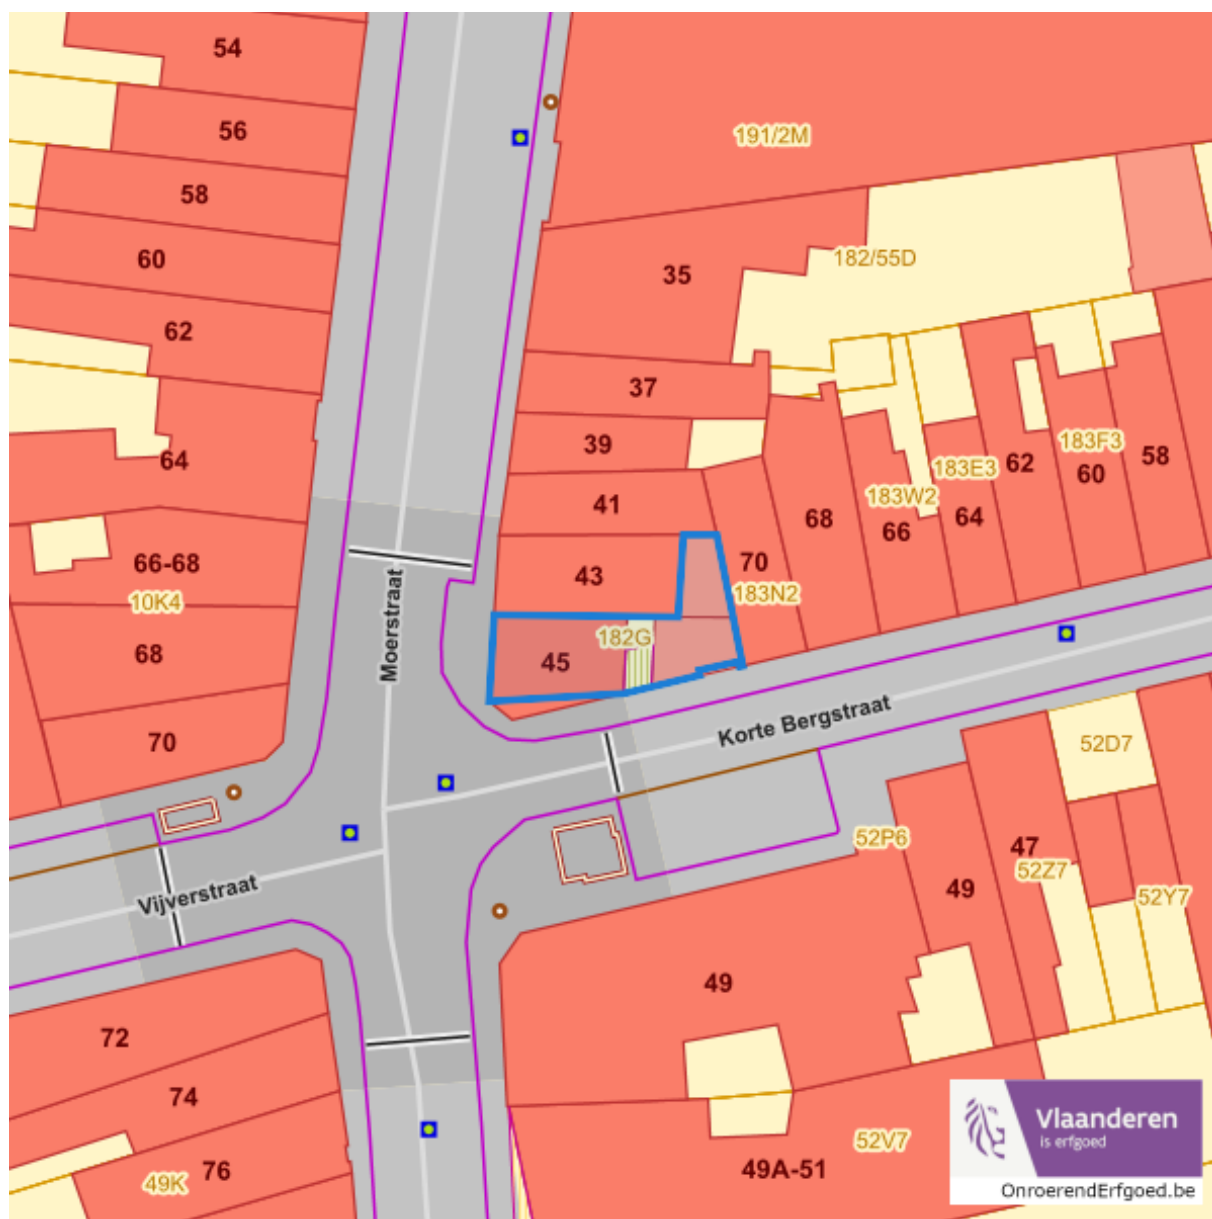 54
56
191/2M
58
60
35
182/55D
62
37
39
64
183F3
183E3
62
60
58
41
183W2
68
66
64
66-68
43
70
10K4
183N2
Moerstraat
182G
68
45
70
Korte Bergstraat
52D7
52P6
47
52Z7
49
52Y7
Vijverstraat
49
72
74
76
49K
52V7
49A-51
Vlaanderen
is erfgoed
OnroerendErfgoed.be